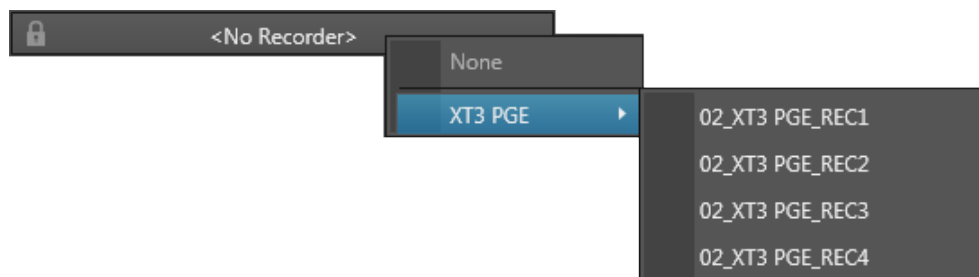 <No Recorder>
None
XT3 PGE
02_XT3 PGE_REC1
02_XT3 PGE_REC2
02_XT3 PGE_REC3
02_XT3 PGE_REC4